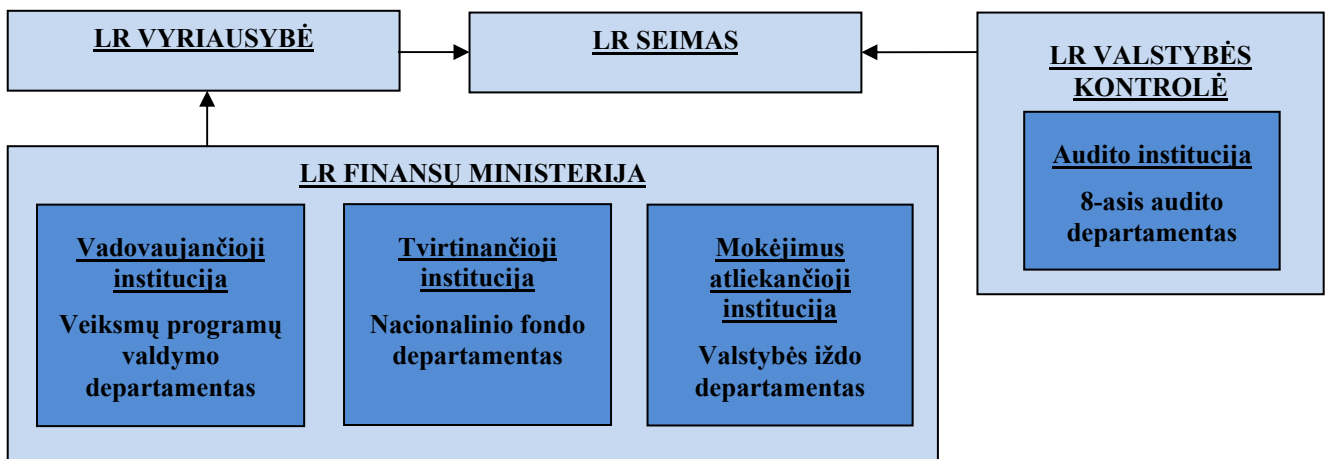 LR VYRIAUSYBĖ
LR SEIMAS
LR VALSTYBĖS
KONTROLĖ
Audito institucija
8-asis audito
departamentas
LR FINANSŲ MINISTERIJA
Vadovaujančioji
institucija
Veiksmų programų
valdymo
departamentas
Tvirtinančioji
institucija
Nacionalinio fondo
departamentas
Mokėjimus
atliekančioji
institucija
Valstybės iždo
departamentas